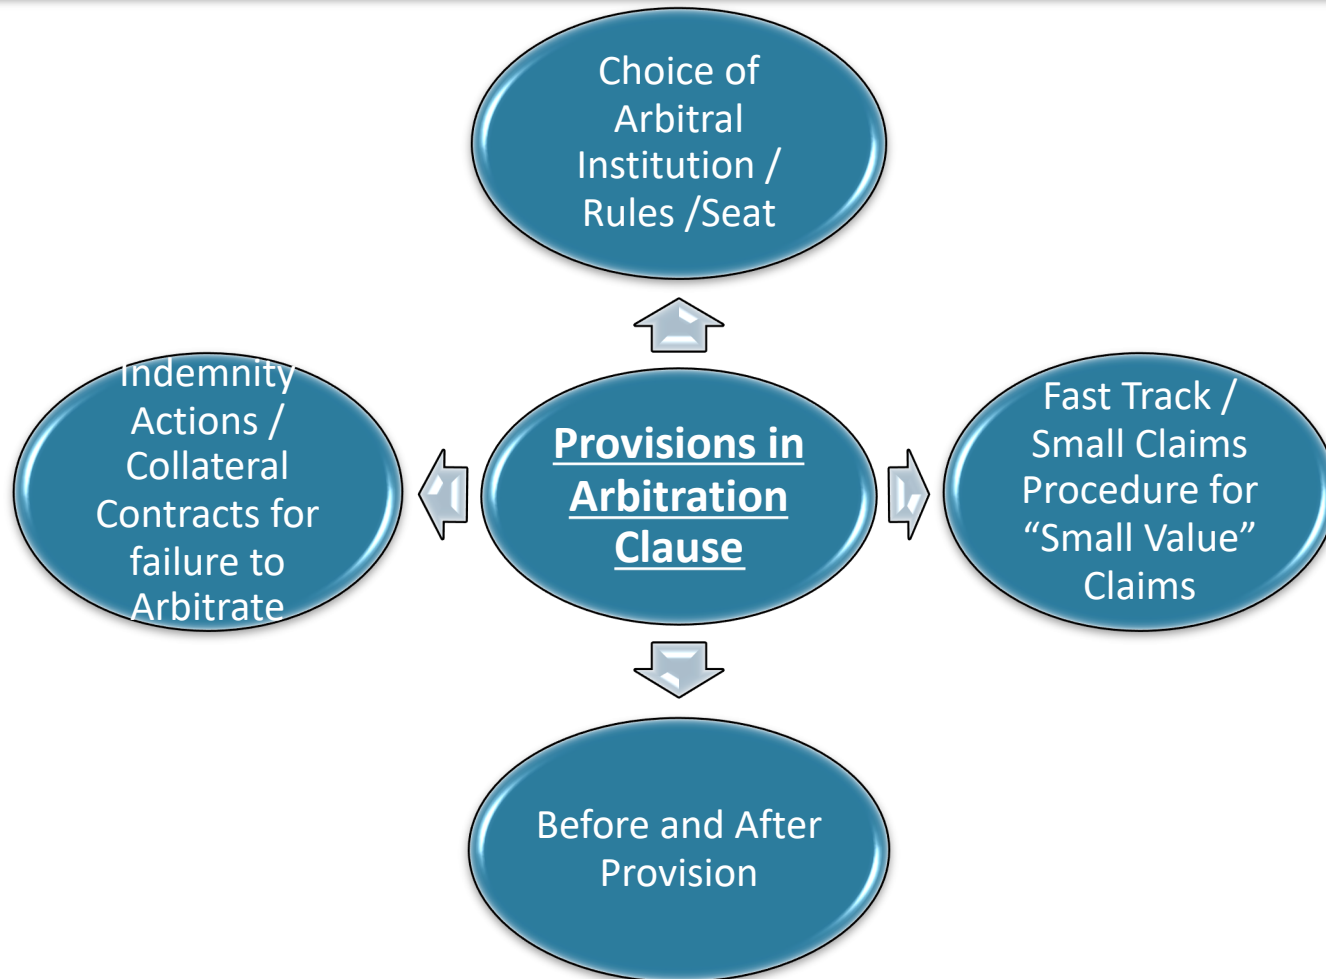 Choice of
Arbitral
Institution /
Rules /Seat
Indemnity
Actions /
Collateral
Contracts for
failure to
Arbitrate
Provisions in
Arbitration
Clause
Fast Track /
Small Claims
Procedure for
“Small Value”
Claims
Before and After
Provision